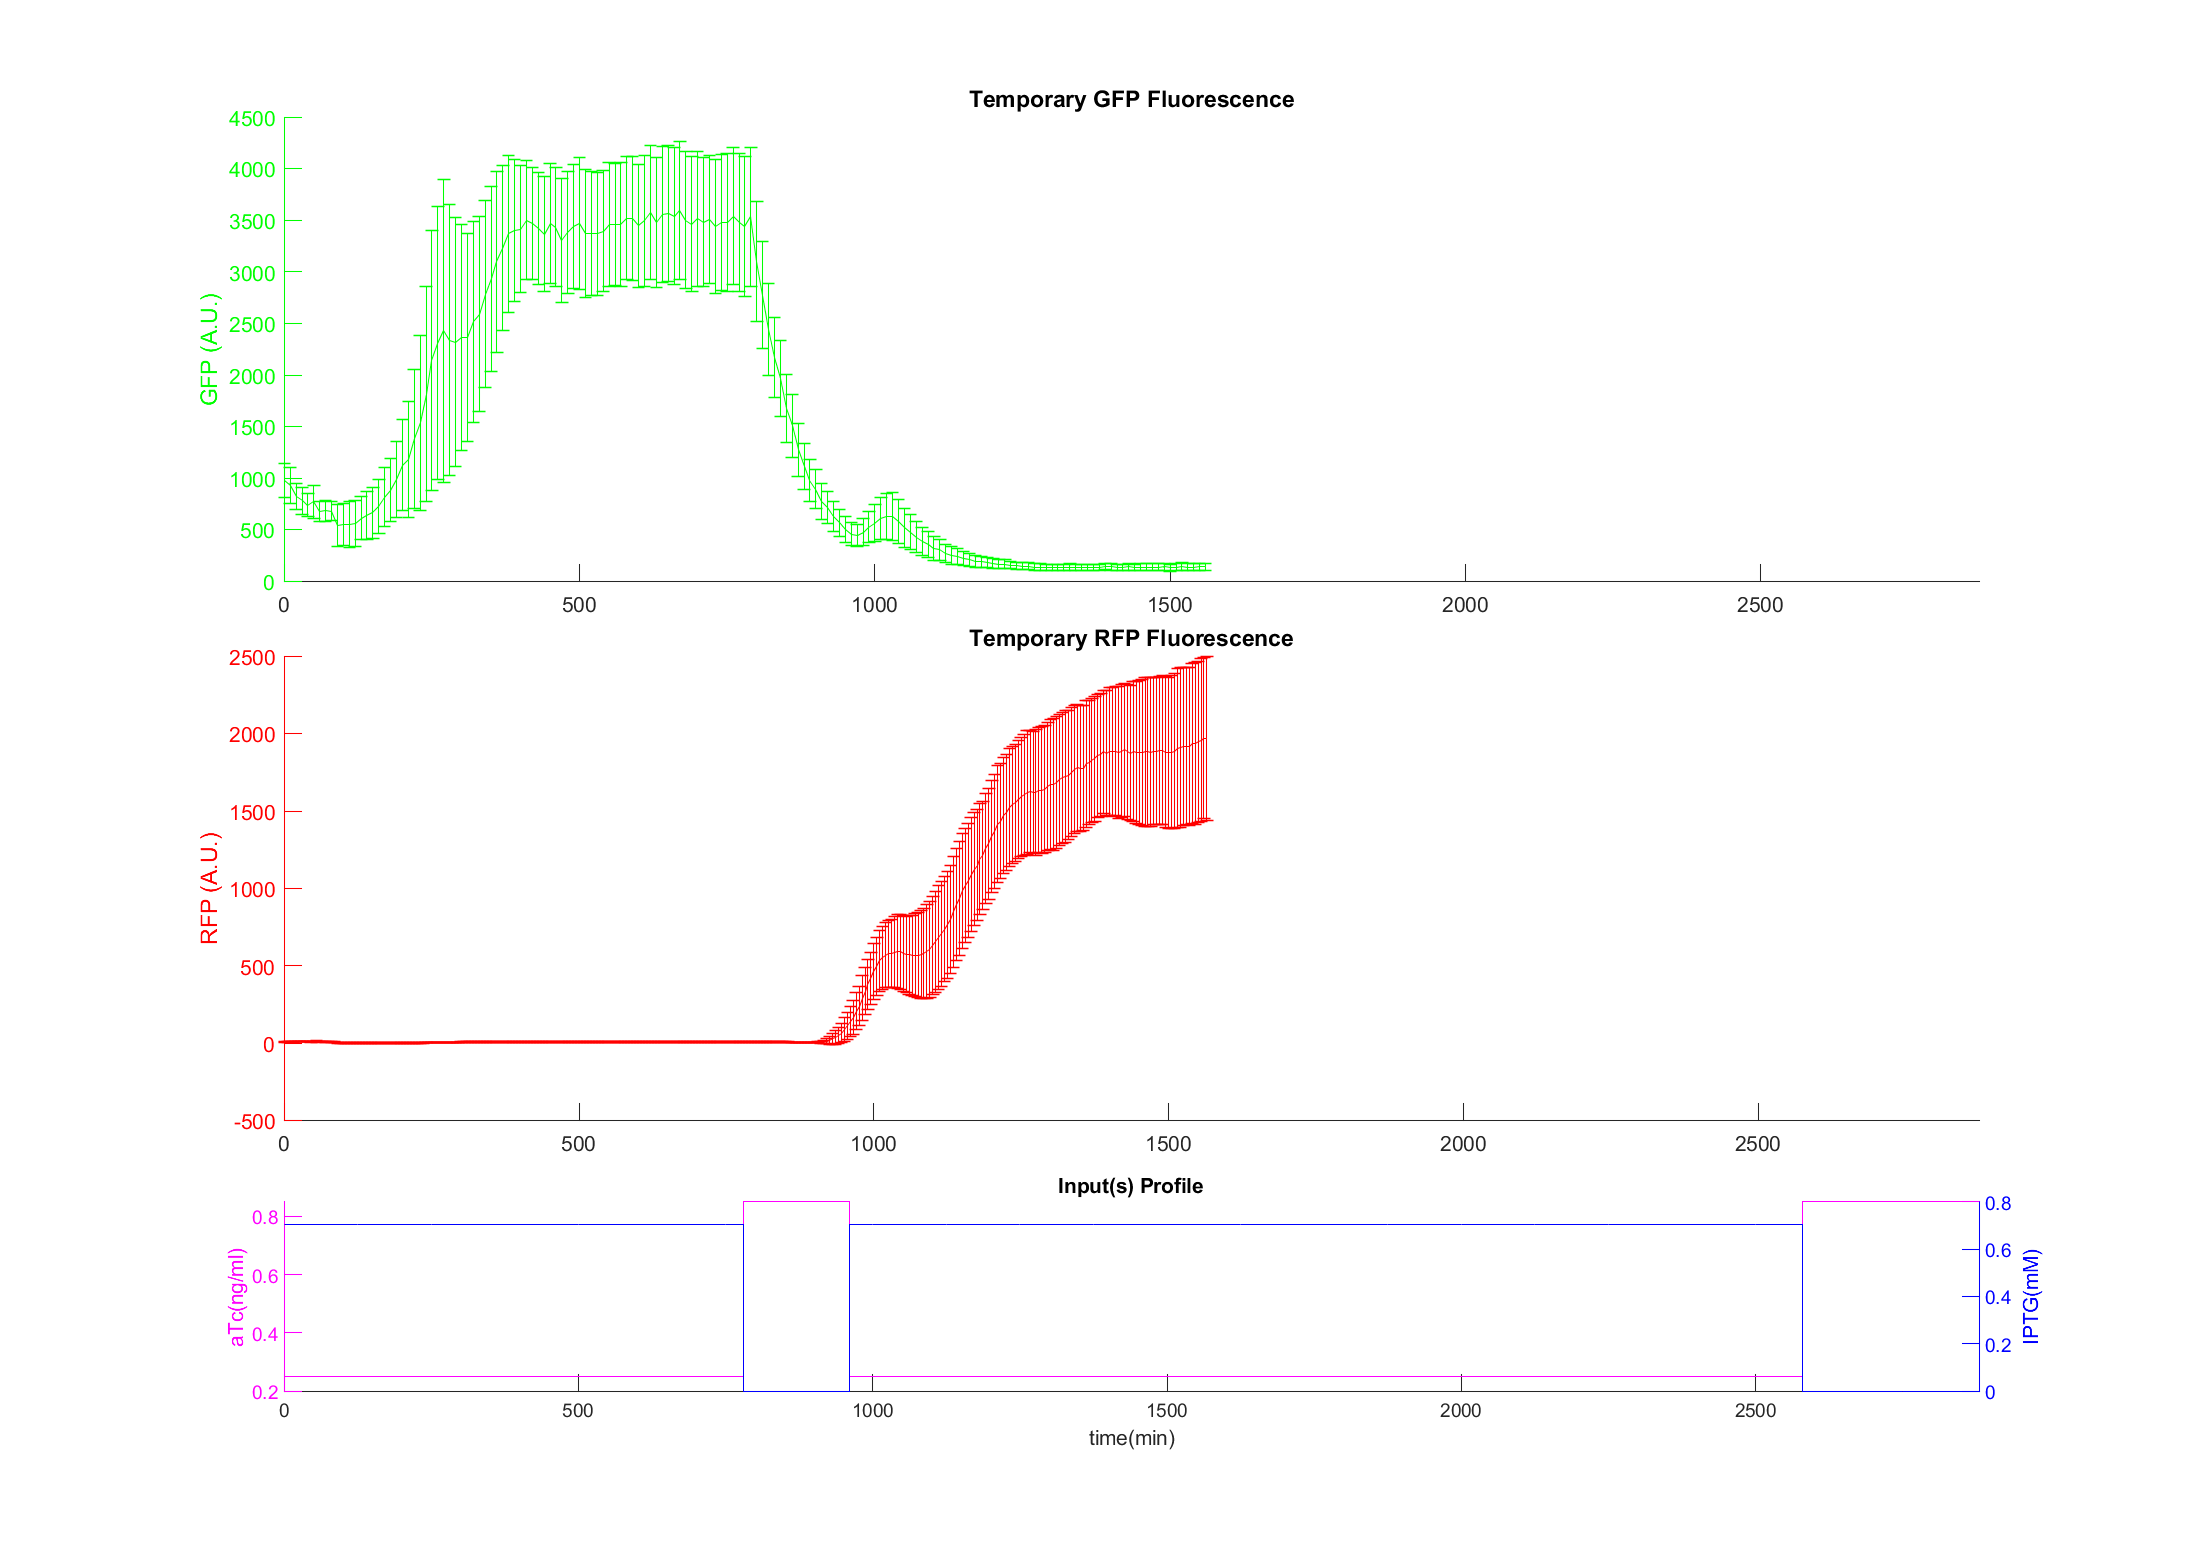 Temporary GFP Fluorescence
4500
4000
3500
3000
2500
2000
1500
1000
500
0
GFP (A.U.)
0 500 1000 1500 2000 2500
Temporary RFP Fluorescence
2500
2000
1500
1000
500
0
-500
RFP (A.U.)
0 500 1000 1500 2000 2500
Input(s) Profile
0.8
0.6
0.4
0.2
aTc(ng/ml)
0.8
0.6
0.4
0.2
0
IPTG(mM)
0 500 1000 1500 2000 2500
time(min)